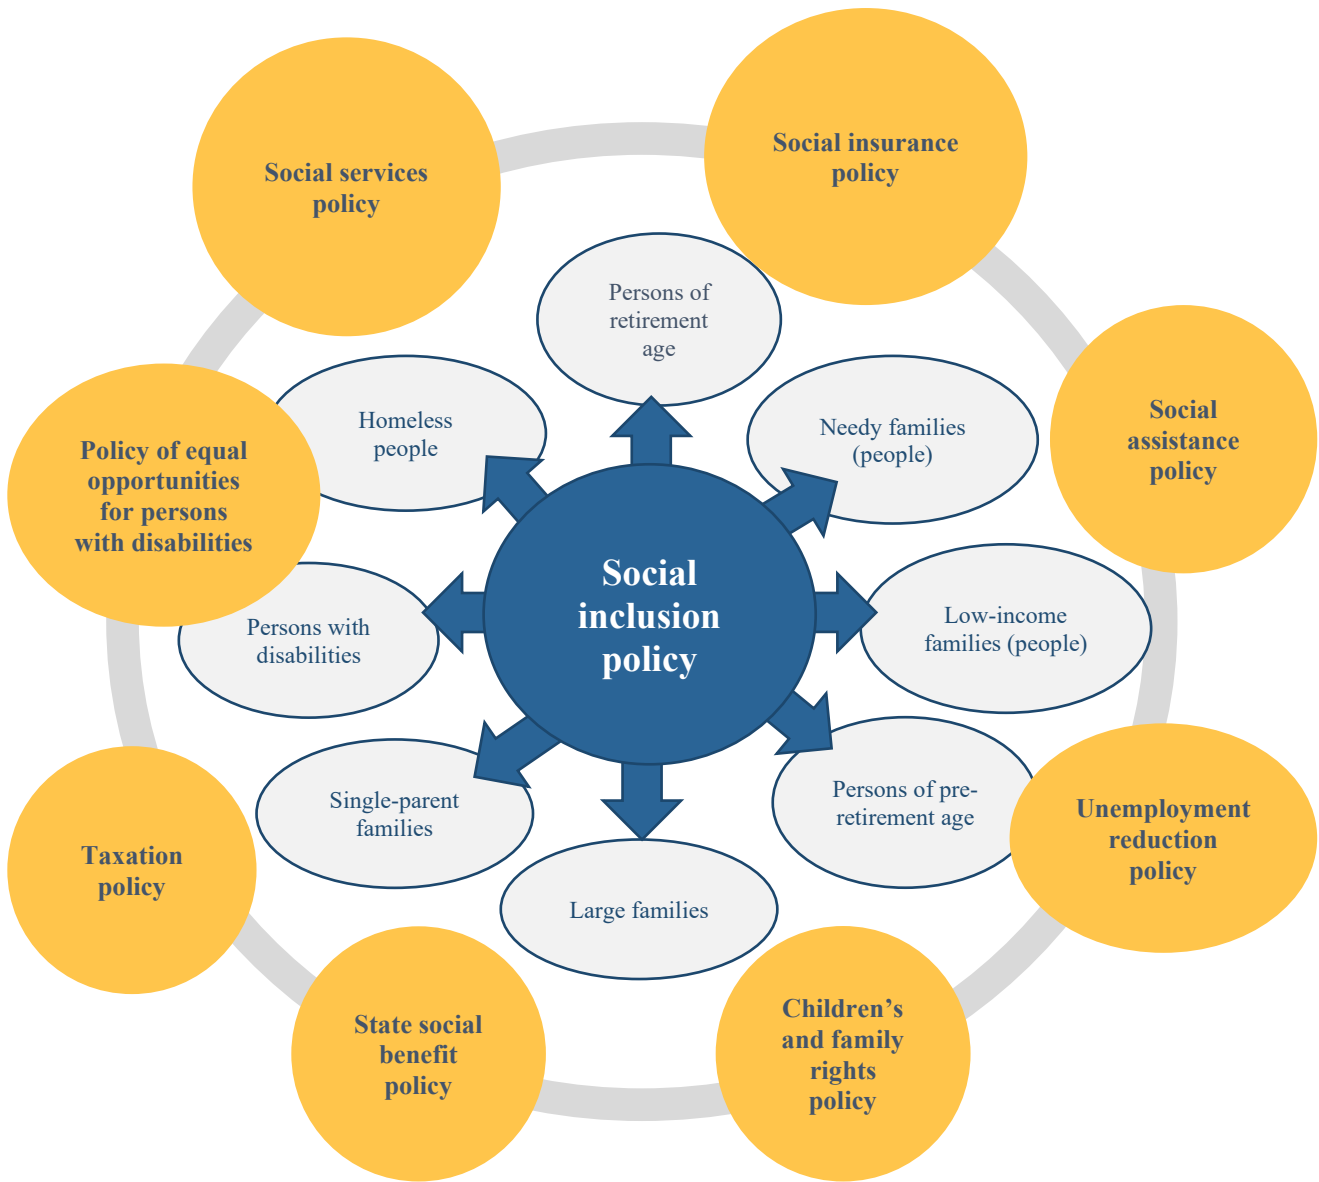 Social insurance
policy
Social services
policy
Persons of
retirement
age
Homeless
people
Needy families
(people)
Social
assistance
policy
Policy of equal
opportunities
for persons
with disabilities
Social
inclusion
policy
Persons with
disabilities
Low-income
families (people)
Single-parent
families
Persons of pre-
retirement age
Unemployment
reduction
policy
Taxation
policy
Large families
State social
benefit
policy
Children’s
and family
rights
policy